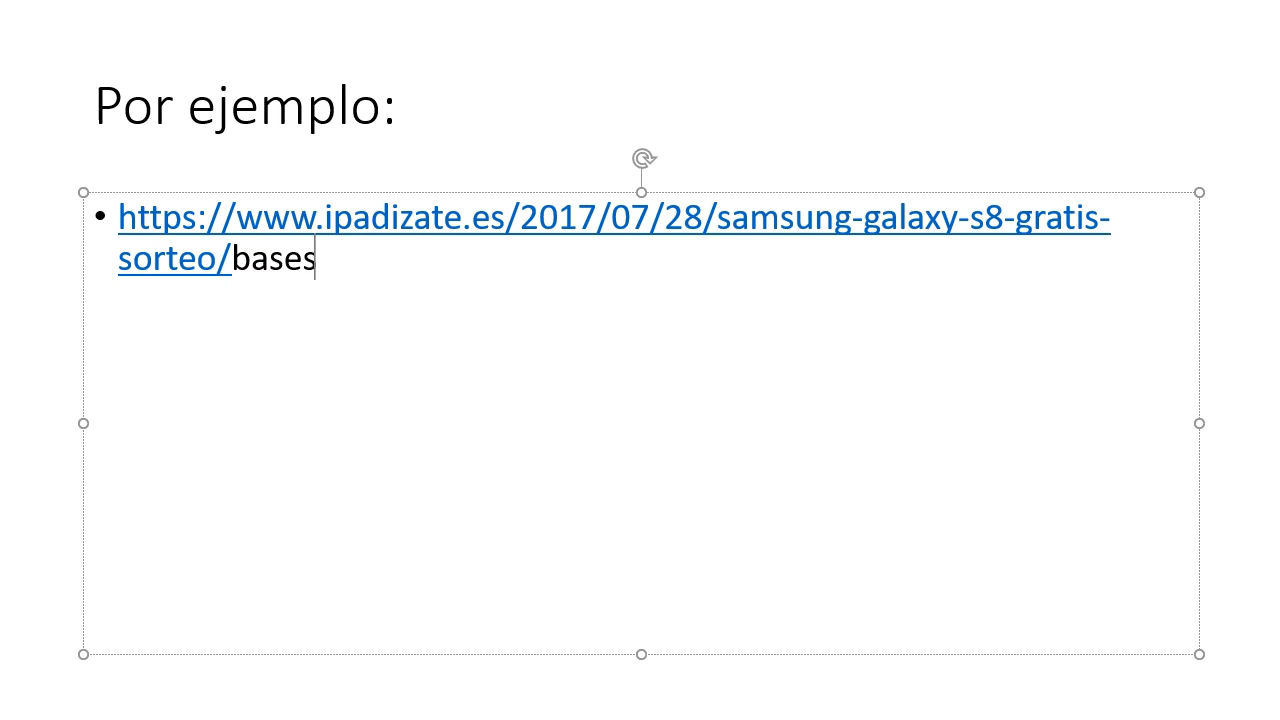 Por ejemplo:
• https://www.ipadizate.es/2017/07/28/samsung-galaxy-s8-gratis-
sorteo/bases